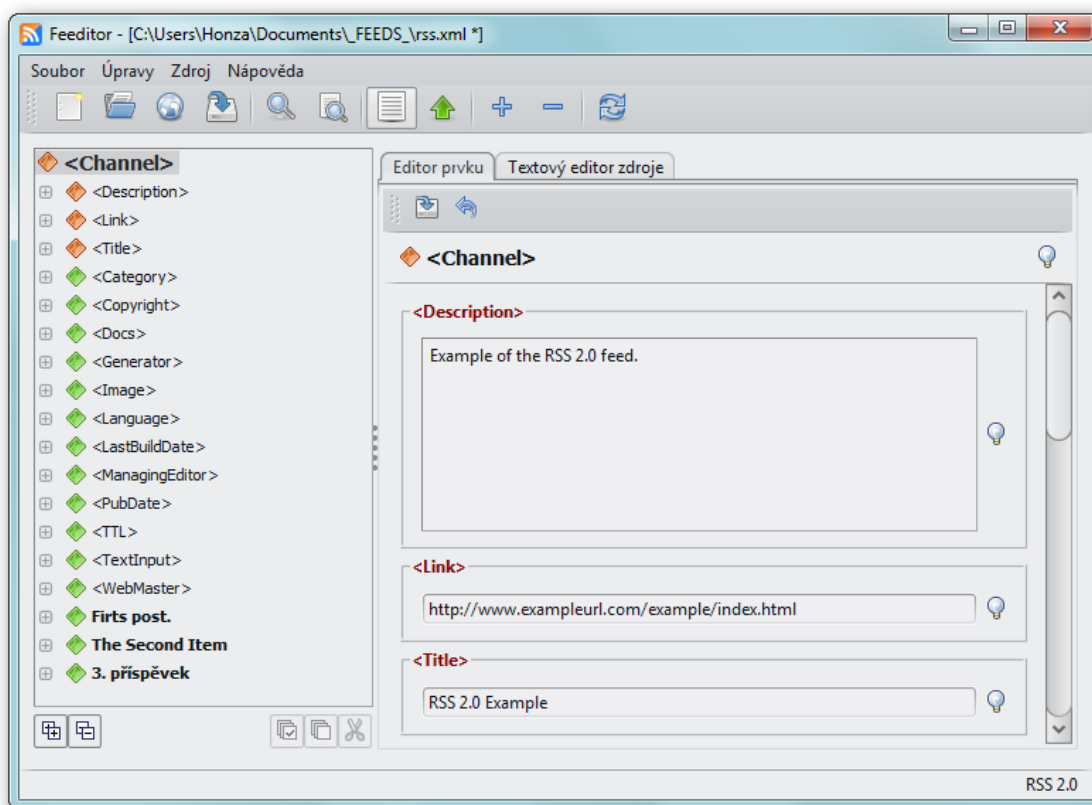 Feeditor - [C:\Users\Honza\Documents\_FEEDS_\rss.xml *]
Soubor Úpravy Zdroj Nápověda
<Channel>
<Description>
<Link>
<Title>
<Category>
<Copyright>
<Docs>
<Generator>
<Image>
<Language>
<LastBuildDate>
<ManagingEditor>
<PubDate>
<TTL>
<TextInput>
<WebMaster>
Firts post.
The Second Item
3. příspěvek
Editor prvku Textový editor zdroje
<Channel>
<Description>
Example of the RSS 2.0 feed.
<Link>
http://www.exampleurl.com/example/index.html
<Title>
RSS 2.0 Example
RSS 2.0